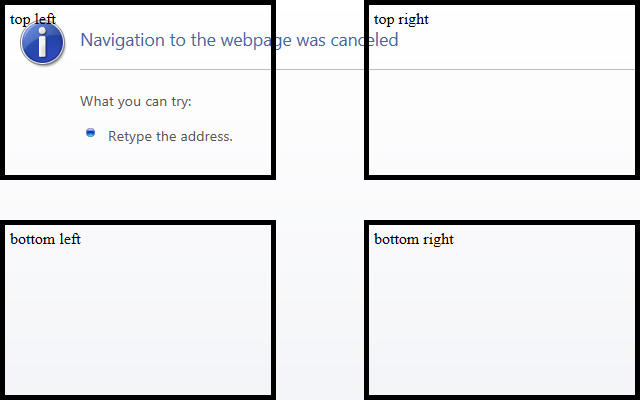 top left
top right
Navigation to the webpage was canceled
What you can try:
Retype the address.
bottom left
bottom right